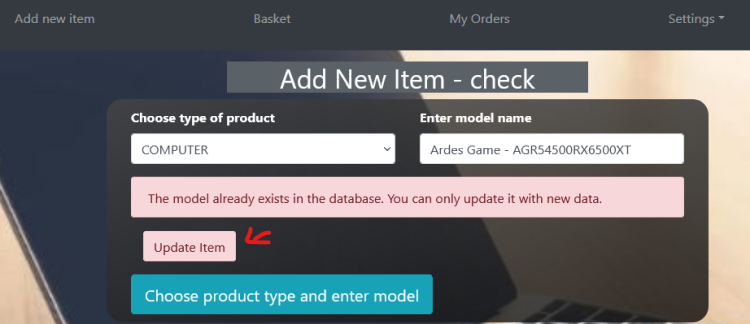 Add new item Basket My Orders Settings
Add New Item - check
Choose type of product Enter model name
COMPUTER Ardes Game - AGR54500RX6500XT
The model already exists in the database. You can only update it with new data.
Update Item
Choose product type and enter model